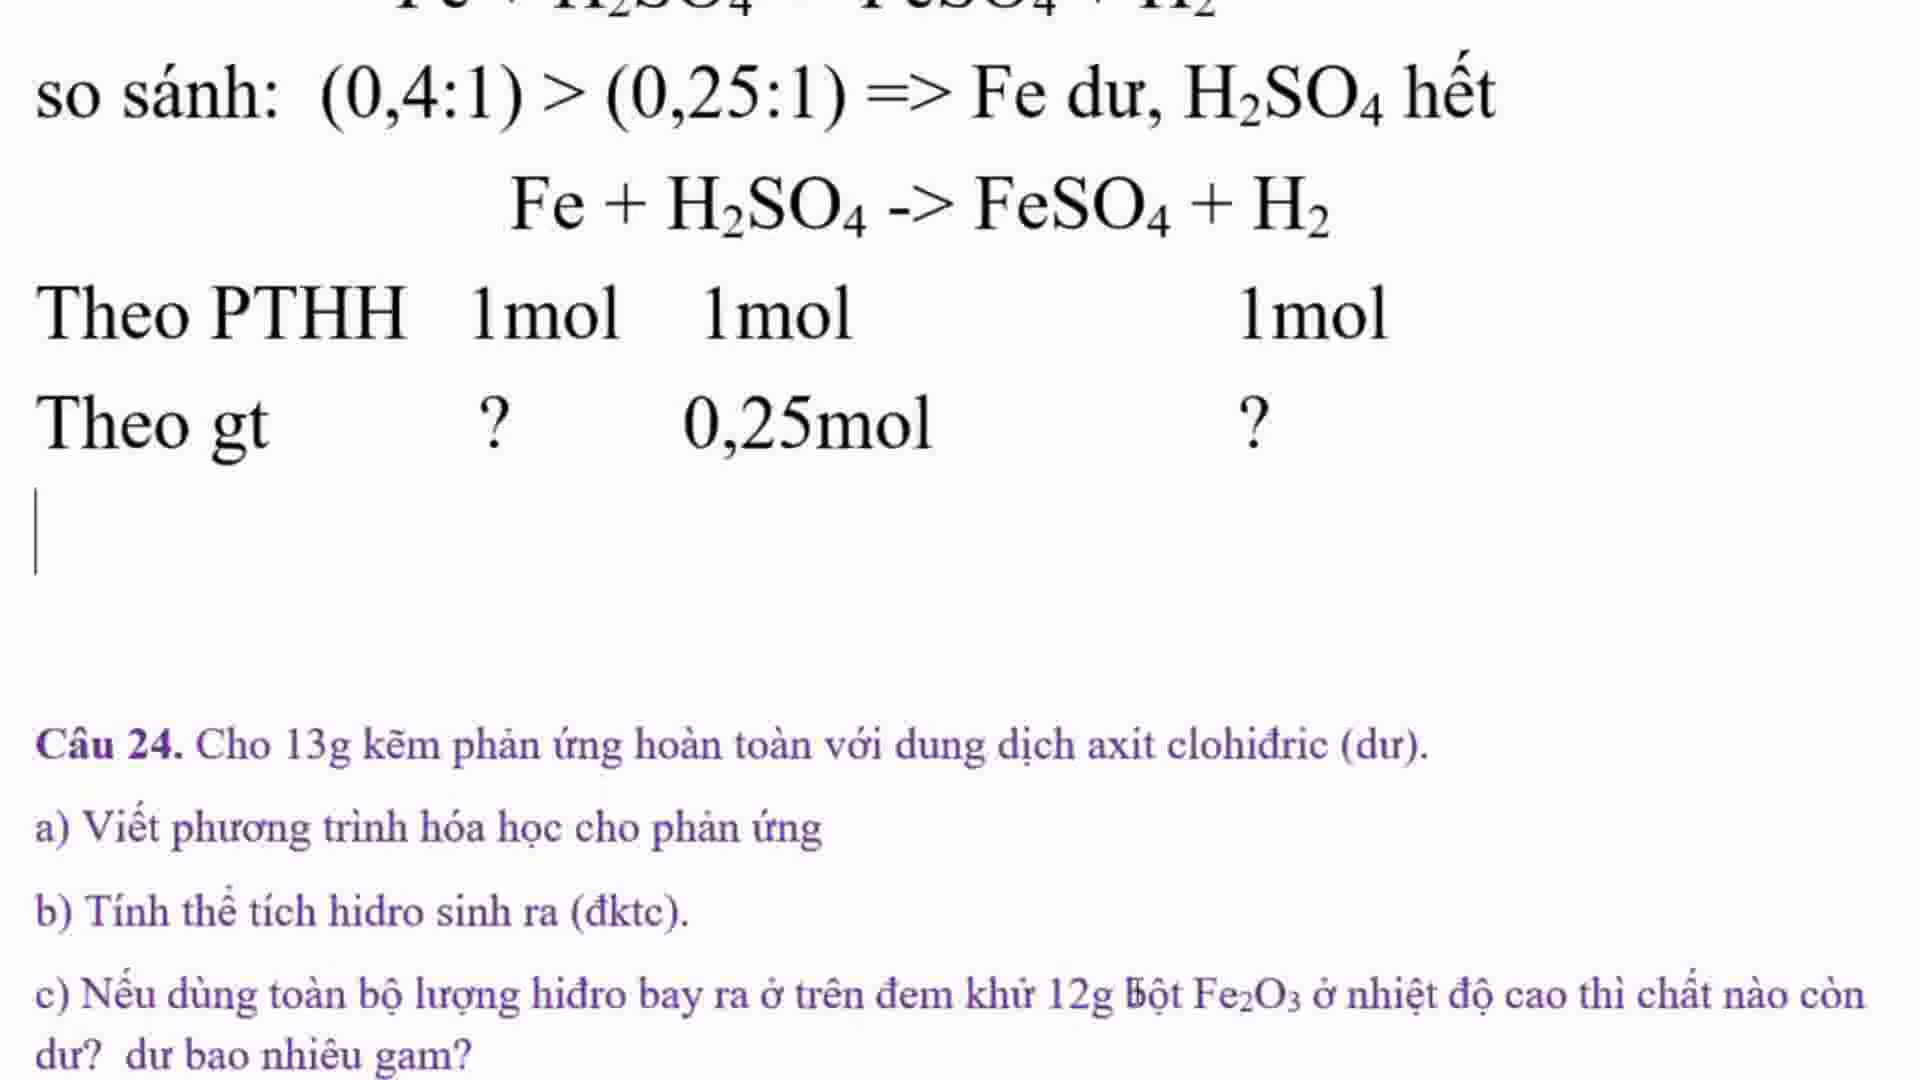 Fe + H₂SO₄ - FeSO₄ + H₂
so sánh: (0,4:1) > (0,25:1) => Fe dư, H₂SO₄ hết
Fe + H₂SO₄ -> FeSO₄ + H₂
Theo PTHH 1mol 1mol 1mol
Theo gt ? 0,25mol ?
Câu 24. Cho 13g kẽm phản ứng hoàn toàn với dung dịch axit clohiđric (dư).
a) Viết phương trình hóa học cho phản ứng
b) Tính thể tích hidro sinh ra (đktc).
c) Nếu dùng toàn bộ lượng hiđro bay ra ở trên đem khử 12g bột Fe₂O₃ ở nhiệt độ cao thì chất nào còn
dư? dư bao nhiêu gam?